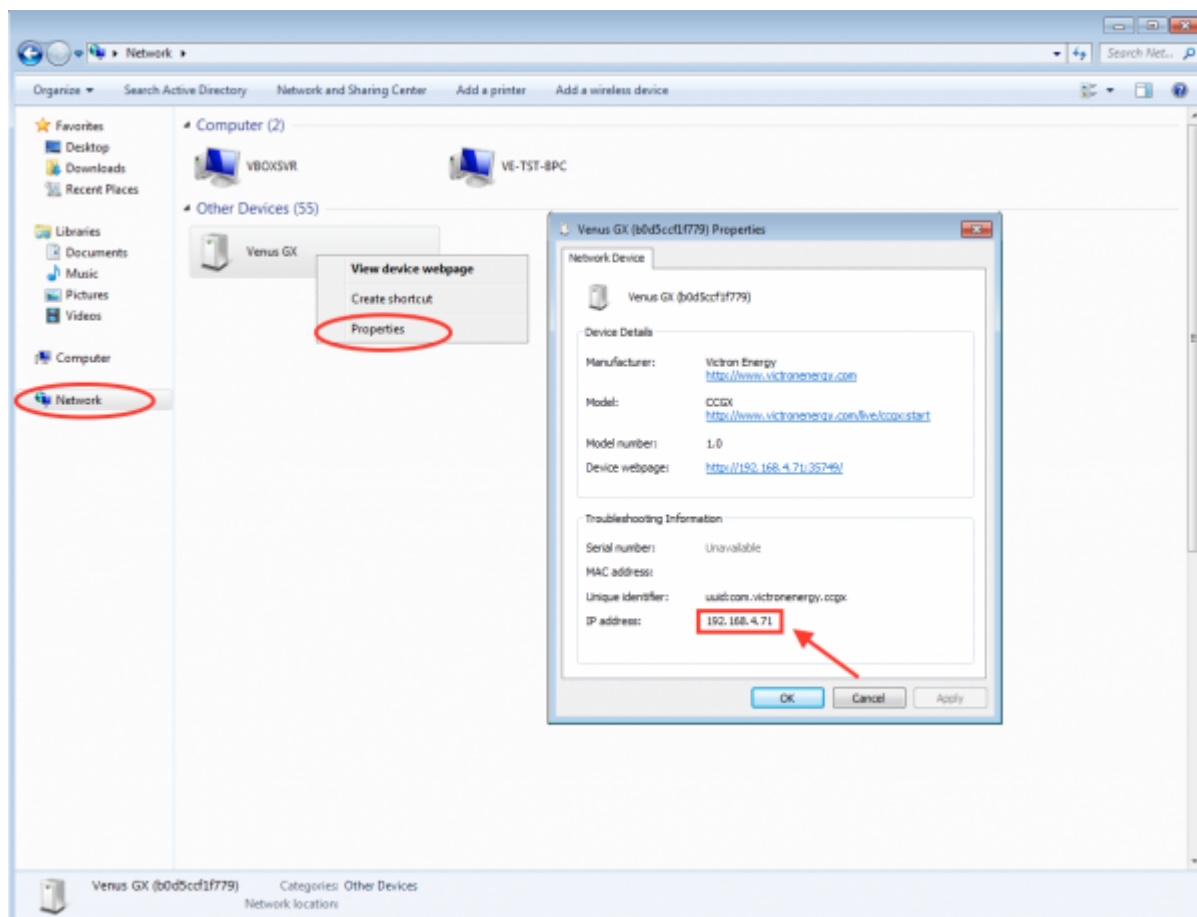 Network
Search Net...
Organize
Search Active Directory
Network and Sharing Center
Add a printer
Add a wireless device
Favorites
Desktop
Downloads
Recent Places
Libraries
Documents
Music
Pictures
Videos
Computer
Network
Computer (2)
VBOXSVR
VE-TST-8PC
Other Devices (55)
Venus GX
View device webpage
Create shortcut
Properties
Venus GX (b0d5ccf1f779) Properties
Network Device
Venus GX (b0d5ccf1f779)
Device Details
Manufacturer: Victron Energy
http://www.victronenergy.com
Model: CCGX
http://www.victronenergy.com/live/ccgx:start
Model number: 1.0
Device webpage: http://192.168.4.71:35749/
Troubleshooting Information
Serial number: Unavailable
MAC address:
Unique identifier: uuid:com.victronenergy.ccgx
IP address: 192.168.4.71
OK
Cancel
Apply
Venus GX (b0d5ccf1f779)
Categories: Other Devices
Network location: